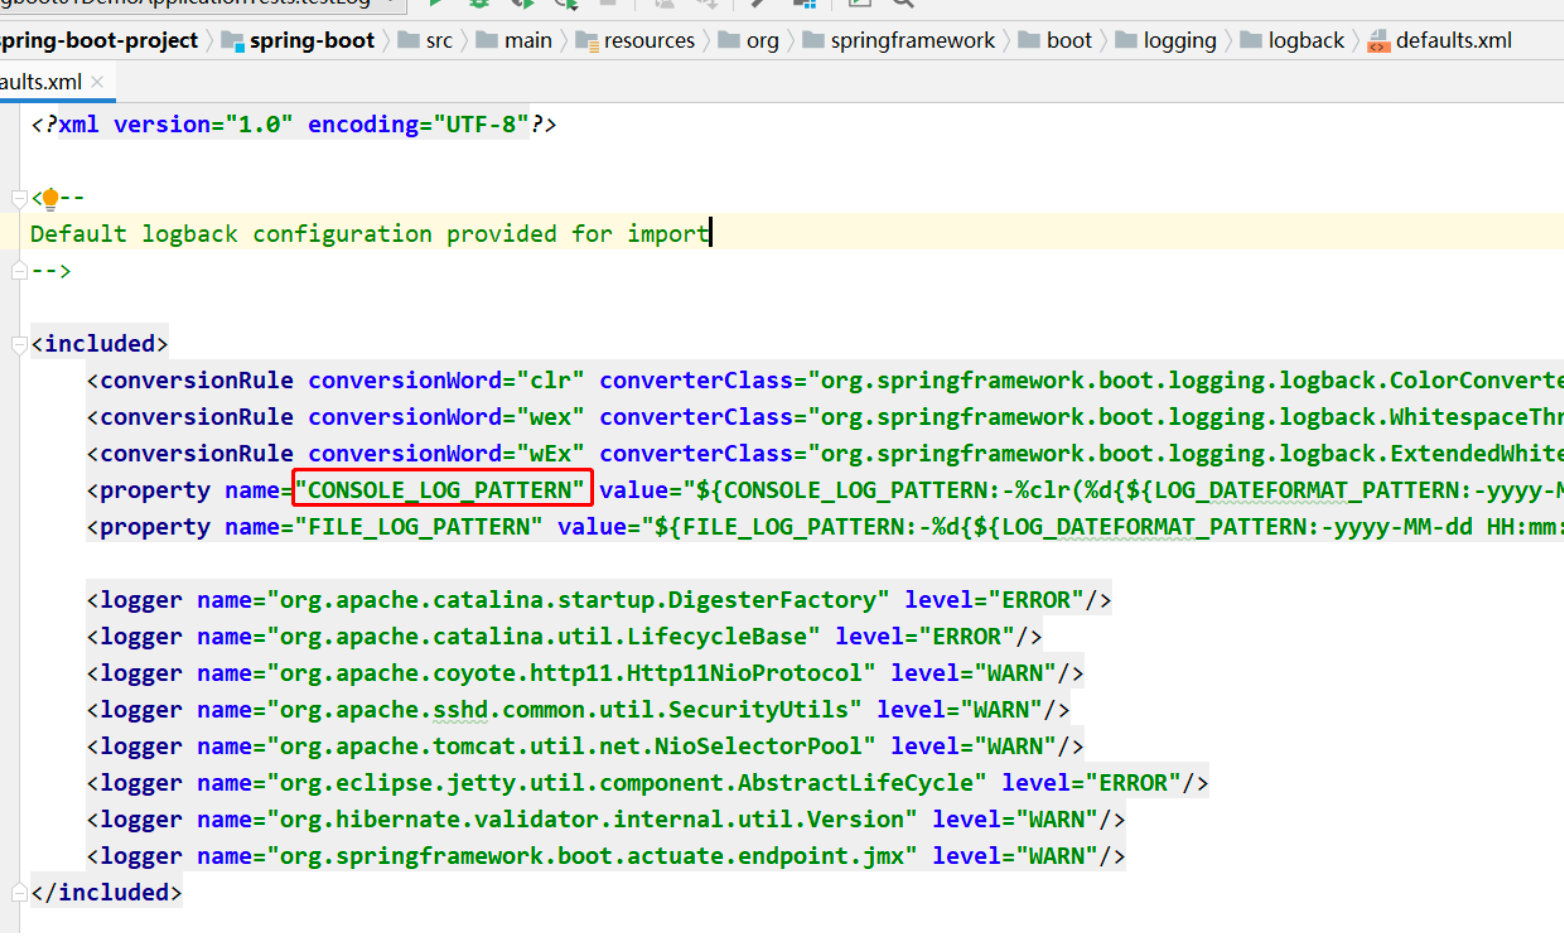 gboot01DemoApplicationTests.testLog
spring-boot-project spring-boot src main resources org springframework boot logging logback defaults.xml
aults.xml
<?xml version="1.0" encoding="UTF-8"?>
<!--
Default logback configuration provided for import
-->
<included>
<conversionRule conversionWord="clr" converterClass="org.springframework.boot.logging.logback.ColorConverte
<conversionRule conversionWord="wex" converterClass="org.springframework.boot.logging.logback.WhitespaceThr
<conversionRule conversionWord="wEx" converterClass="org.springframework.boot.logging.logback.ExtendedWhite
<property name="CONSOLE_LOG_PATTERN" value="${CONSOLE_LOG_PATTERN:-%clr(%d{${LOG_DATEFORMAT_PATTERN:-yyyy-M
<property name="FILE_LOG_PATTERN" value="${FILE_LOG_PATTERN:-%d{${LOG_DATEFORMAT_PATTERN:-yyyy-MM-dd HH:mm:
<logger name="org.apache.catalina.startup.DigesterFactory" level="ERROR"/>
<logger name="org.apache.catalina.util.LifecycleBase" level="ERROR"/>
<logger name="org.apache.coyote.http11.Http11NioProtocol" level="WARN"/>
<logger name="org.apache.sshd.common.util.SecurityUtils" level="WARN"/>
<logger name="org.apache.tomcat.util.net.NioSelectorPool" level="WARN"/>
<logger name="org.eclipse.jetty.util.component.AbstractLifeCycle" level="ERROR"/>
<logger name="org.hibernate.validator.internal.util.Version" level="WARN"/>
<logger name="org.springframework.boot.actuate.endpoint.jmx" level="WARN"/>
</included>